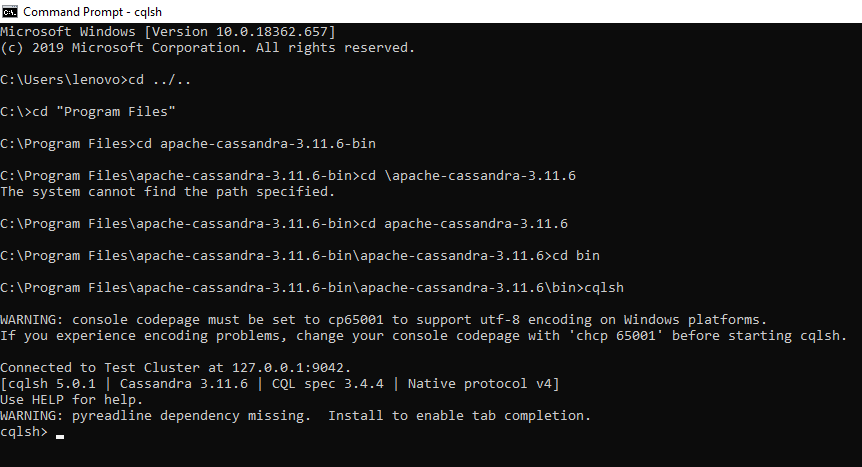 Command Prompt - cqlsh
Microsoft Windows [Version 10.0.18362.657]
(c) 2019 Microsoft Corporation. All rights reserved.
C:\Users\lenovo>cd ../..
C:\>cd "Program Files"
C:\Program Files>cd apache-cassandra-3.11.6-bin
C:\Program Files\apache-cassandra-3.11.6-bin>cd \apache-cassandra-3.11.6
The system cannot find the path specified.
C:\Program Files\apache-cassandra-3.11.6-bin>cd apache-cassandra-3.11.6
C:\Program Files\apache-cassandra-3.11.6-bin\apache-cassandra-3.11.6>cd bin
C:\Program Files\apache-cassandra-3.11.6-bin\apache-cassandra-3.11.6\bin>cqlsh
WARNING: console codepage must be set to cp65001 to support utf-8 encoding on Windows platforms.
If you experience encoding problems, change your console codepage with 'chcp 65001' before starting cqlsh.
Connected to Test Cluster at 127.0.0.1:9042.
[cqlsh 5.0.1 | Cassandra 3.11.6 | CQL spec 3.4.4 | Native protocol v4]
Use HELP for help.
WARNING: pyreadline dependency missing.  Install to enable tab completion.
cqlsh>